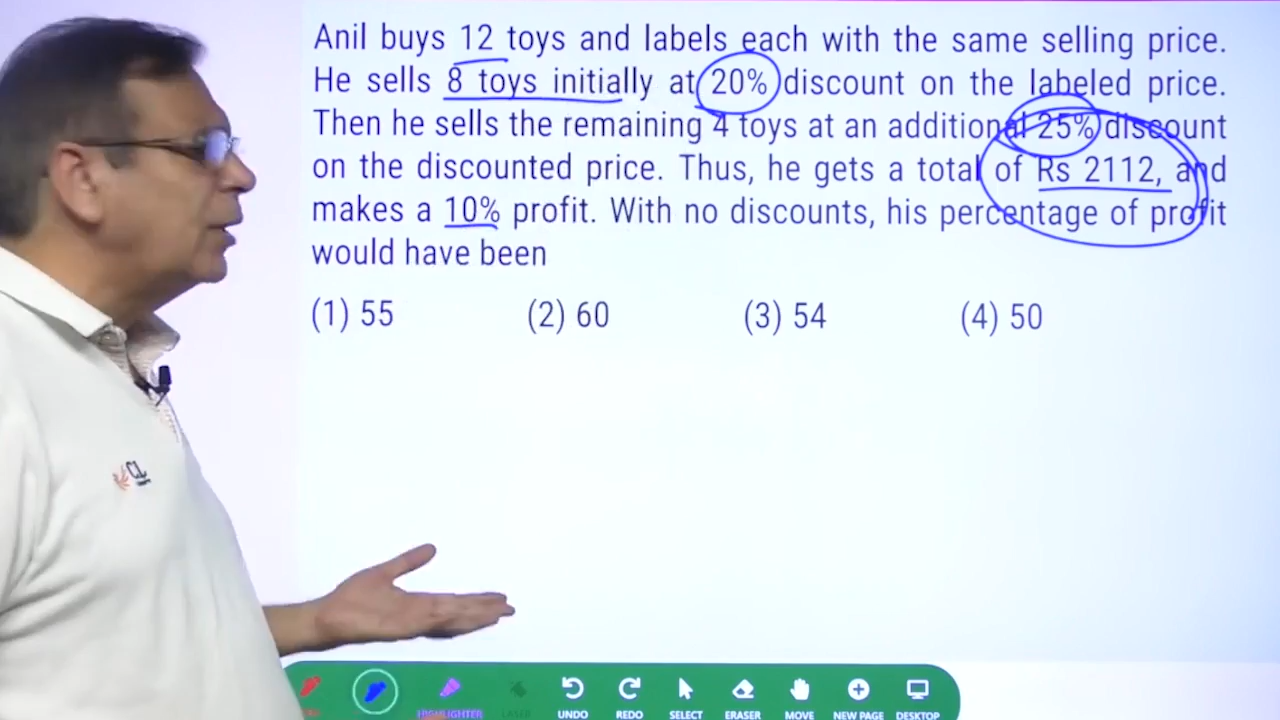 Anil buys 12 toys and labels each with the same selling price.
He sells 8 toys initially at 20% discount on the labeled price.
Then he sells the remaining 4 toys at an additional 25% discount
on the discounted price. Thus, he gets a total of Rs 2112, and
makes a 10% profit. With no discounts, his percentage of profit
would have been
(1) 55 (2) 60 (3) 54 (4) 50
CL
HIGHLIGHTER LASER UNDO REDO SELECT ERASER MOVE NEW PAGE DESKTOP